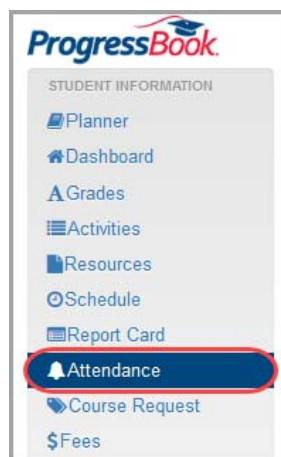 ProgressBook
STUDENT INFORMATION
Planner
Dashboard
Grades
Activities
Resources
Schedule
Report Card
Attendance
Course Request
Fees